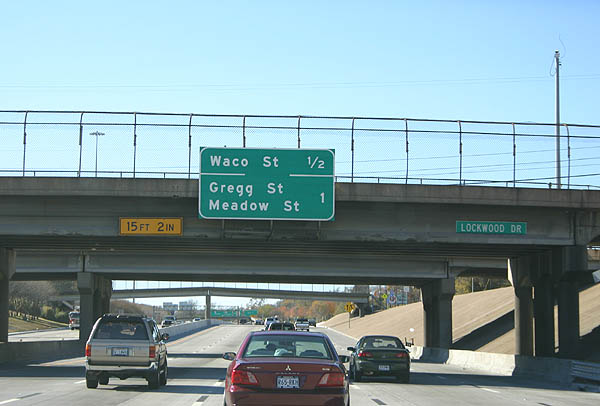 Waco St 1/2
Gregg St
Meadow St 1
15 FT 2 IN
LOCKWOOD DR